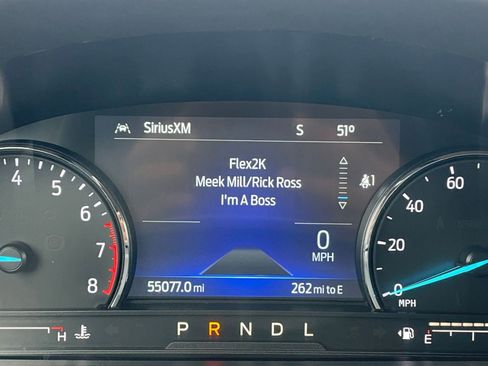 SiriusXM S 51°
Flex2K
Meek Mill/Rick Ross
I'm A Boss
1
0
MPH
4
5
6
7
8
60
40
20
0
MPH
55077.0 mi 262 mi to E
H P R N D L E